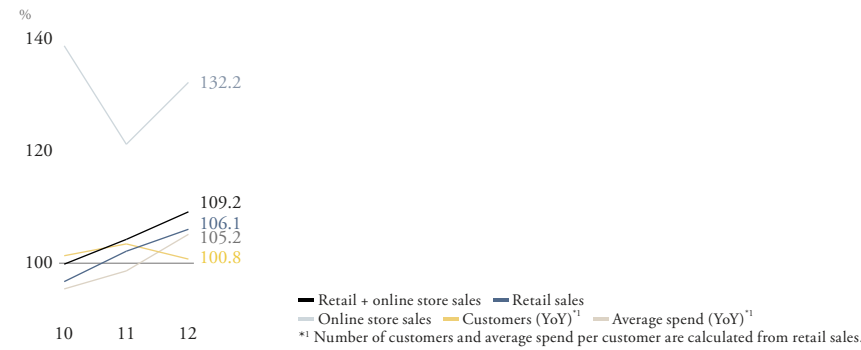 %
140
132.2
120
109.2
106.1
105.2
100.8
100
10 11 12
Retail + online store sales Retail sales
Online store sales Customers (YoY)*1 Average spend (YoY)*1
*1 Number of customers and average spend per customer are calculated from retail sales.